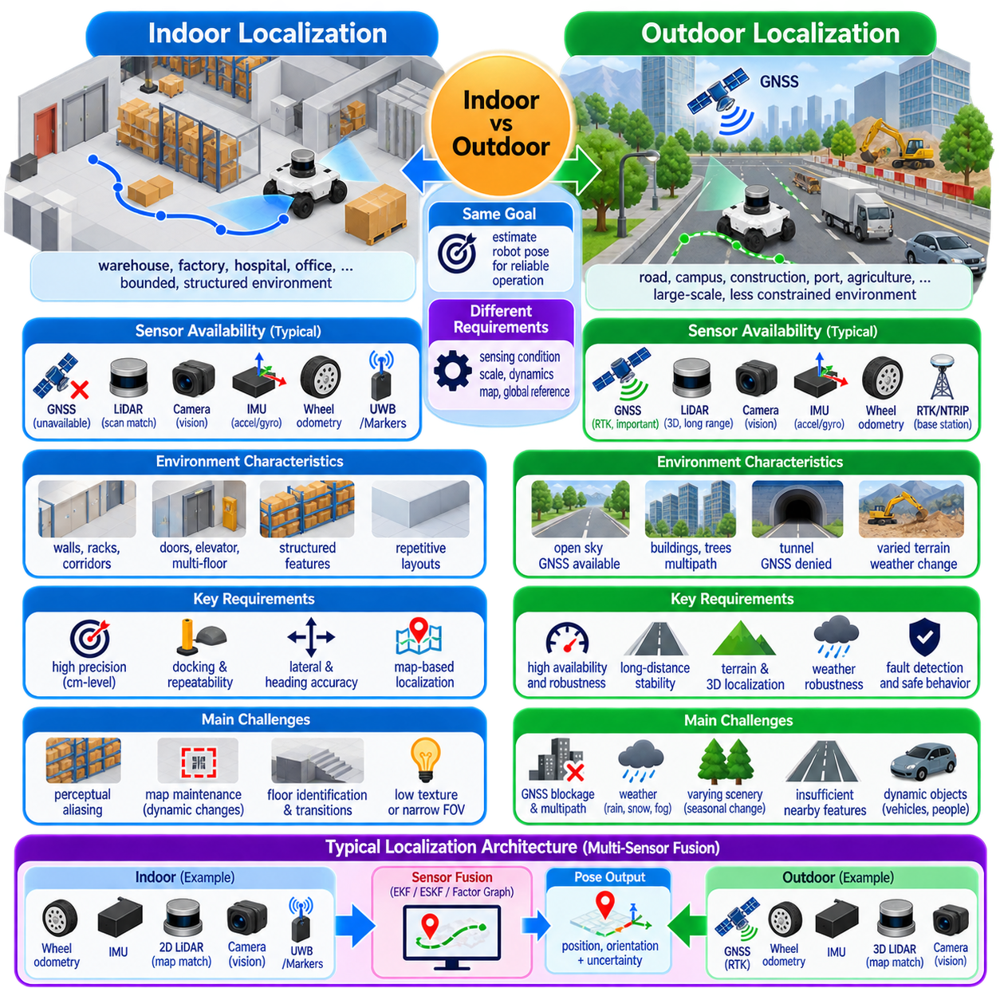 Indoor Localization
Outdoor Localization
GNSS
Indoor
vs
Outdoor
Same Goal
estimate
robot pose
for reliable
operation
Different
Requirements
sensing condition
scale, dynamics
map, global reference
warehouse, factory, hospital, office, ...
bounded, structured environment
road, campus, construction, port, agriculture, ...
large-scale, less constrained environment
Sensor Availability (Typical)
GNSS
(unavailable)
LiDAR
(scan match)
Camera
(vision)
IMU
(accel/gyro)
Wheel
odometry
UWB
/Markers
Sensor Availability (Typical)
GNSS
(RTK, important)
LiDAR
(3D, long range)
Camera
(vision)
IMU
(accel/gyro)
Wheel
odometry
RTK/NTRIP
(base station)
Environment Characteristics
walls, racks,
corridors
doors, elevator,
multi-floor
structured
features
repetitive
layouts
Environment Characteristics
open sky
GNSS available
buildings, trees
multipath
tunnel
GNSS denied
varied terrain
weather change
Key Requirements
high precision
(cm-level)
docking &
repeatability
lateral &
heading accuracy
map-based
localization
Key Requirements
high availability
and robustness
long-distance
stability
terrain &
3D localization
weather
robustness
fault detection
and safe behavior
Main Challenges
perceptual
aliasing
map maintenance
(dynamic changes)
floor identification
& transitions
low texture
or narrow FOV
Main Challenges
GNSS blockage
& multipath
weather
(rain, snow, fog)
varying scenery
(seasonal change)
insufficient
nearby features
dynamic objects
(vehicles, people)
Typical Localization Architecture (Multi-Sensor Fusion)
Indoor (Example)
Wheel
odometry
IMU
2D LiDAR
(map match)
Camera
(vision)
UWB
/Markers
Sensor Fusion
(EKF / ESKF / Factor Graph)
Pose Output
position, orientation
+ uncertainty
Outdoor (Example)
GNSS
(RTK)
Wheel
odometry
IMU
3D LiDAR
(map match)
Camera
(vision)